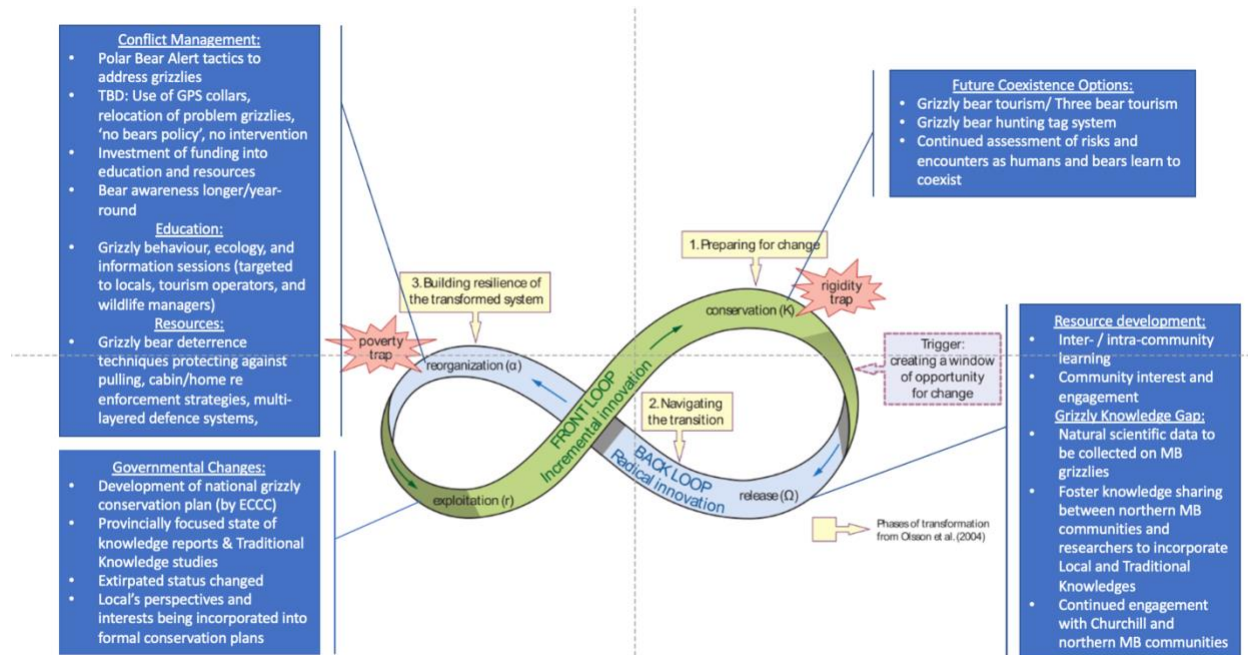 Conflict Management:
• Polar Bear Alert tactics to
address grizzlies
• TBD: Use of GPS collars,
relocation of problem grizzlies,
'no bears policy', no intervention
• Investment of funding into
education and resources
• Bear awareness longer/year-
round
Education:
• Grizzly behaviour, ecology, and
information sessions (targeted
to locals, tourism operators, and
wildlife managers)
Resources:
• Grizzly bear deterrence
techniques protecting against
pulling, cabin/home re
enforcement strategies, multi-
layered defence systems,
Governmental Changes:
• Development of national grizzly
conservation plan (by ECCC)
• Provincially focused state of
knowledge reports & Traditional
Knowledge studies
• Extirpated status changed
• Local's perspectives and
interests being incorporated into
formal conservation plans
3. Building resilience of
the transformed system
poverty
trap
reorganization (α)
exploitation (r)
FRONT LOOP
Incremental innovation
1. Preparing for change
conservation (K)
rigidity
trap
2. Navigating
the transition
BACK LOOP
Radical innovation
release (Ω)
Trigger:
creating a window
of opportunity
for change
Phases of transformation
from Olsson et al. (2004)
Future Coexistence Options:
• Grizzly bear tourism/ Three bear tourism
• Grizzly bear hunting tag system
• Continued assessment of risks and
encounters as humans and bears learn to
coexist
Resource development:
• Inter- / intra-community
learning
• Community interest and
engagement
Grizzly Knowledge Gap:
• Natural scientific data to
be collected on MB
grizzlies
• Foster knowledge sharing
between northern MB
communities and
researchers to incorporate
Local and Traditional
Knowledges
• Continued engagement
with Churchill and
northern MB communities